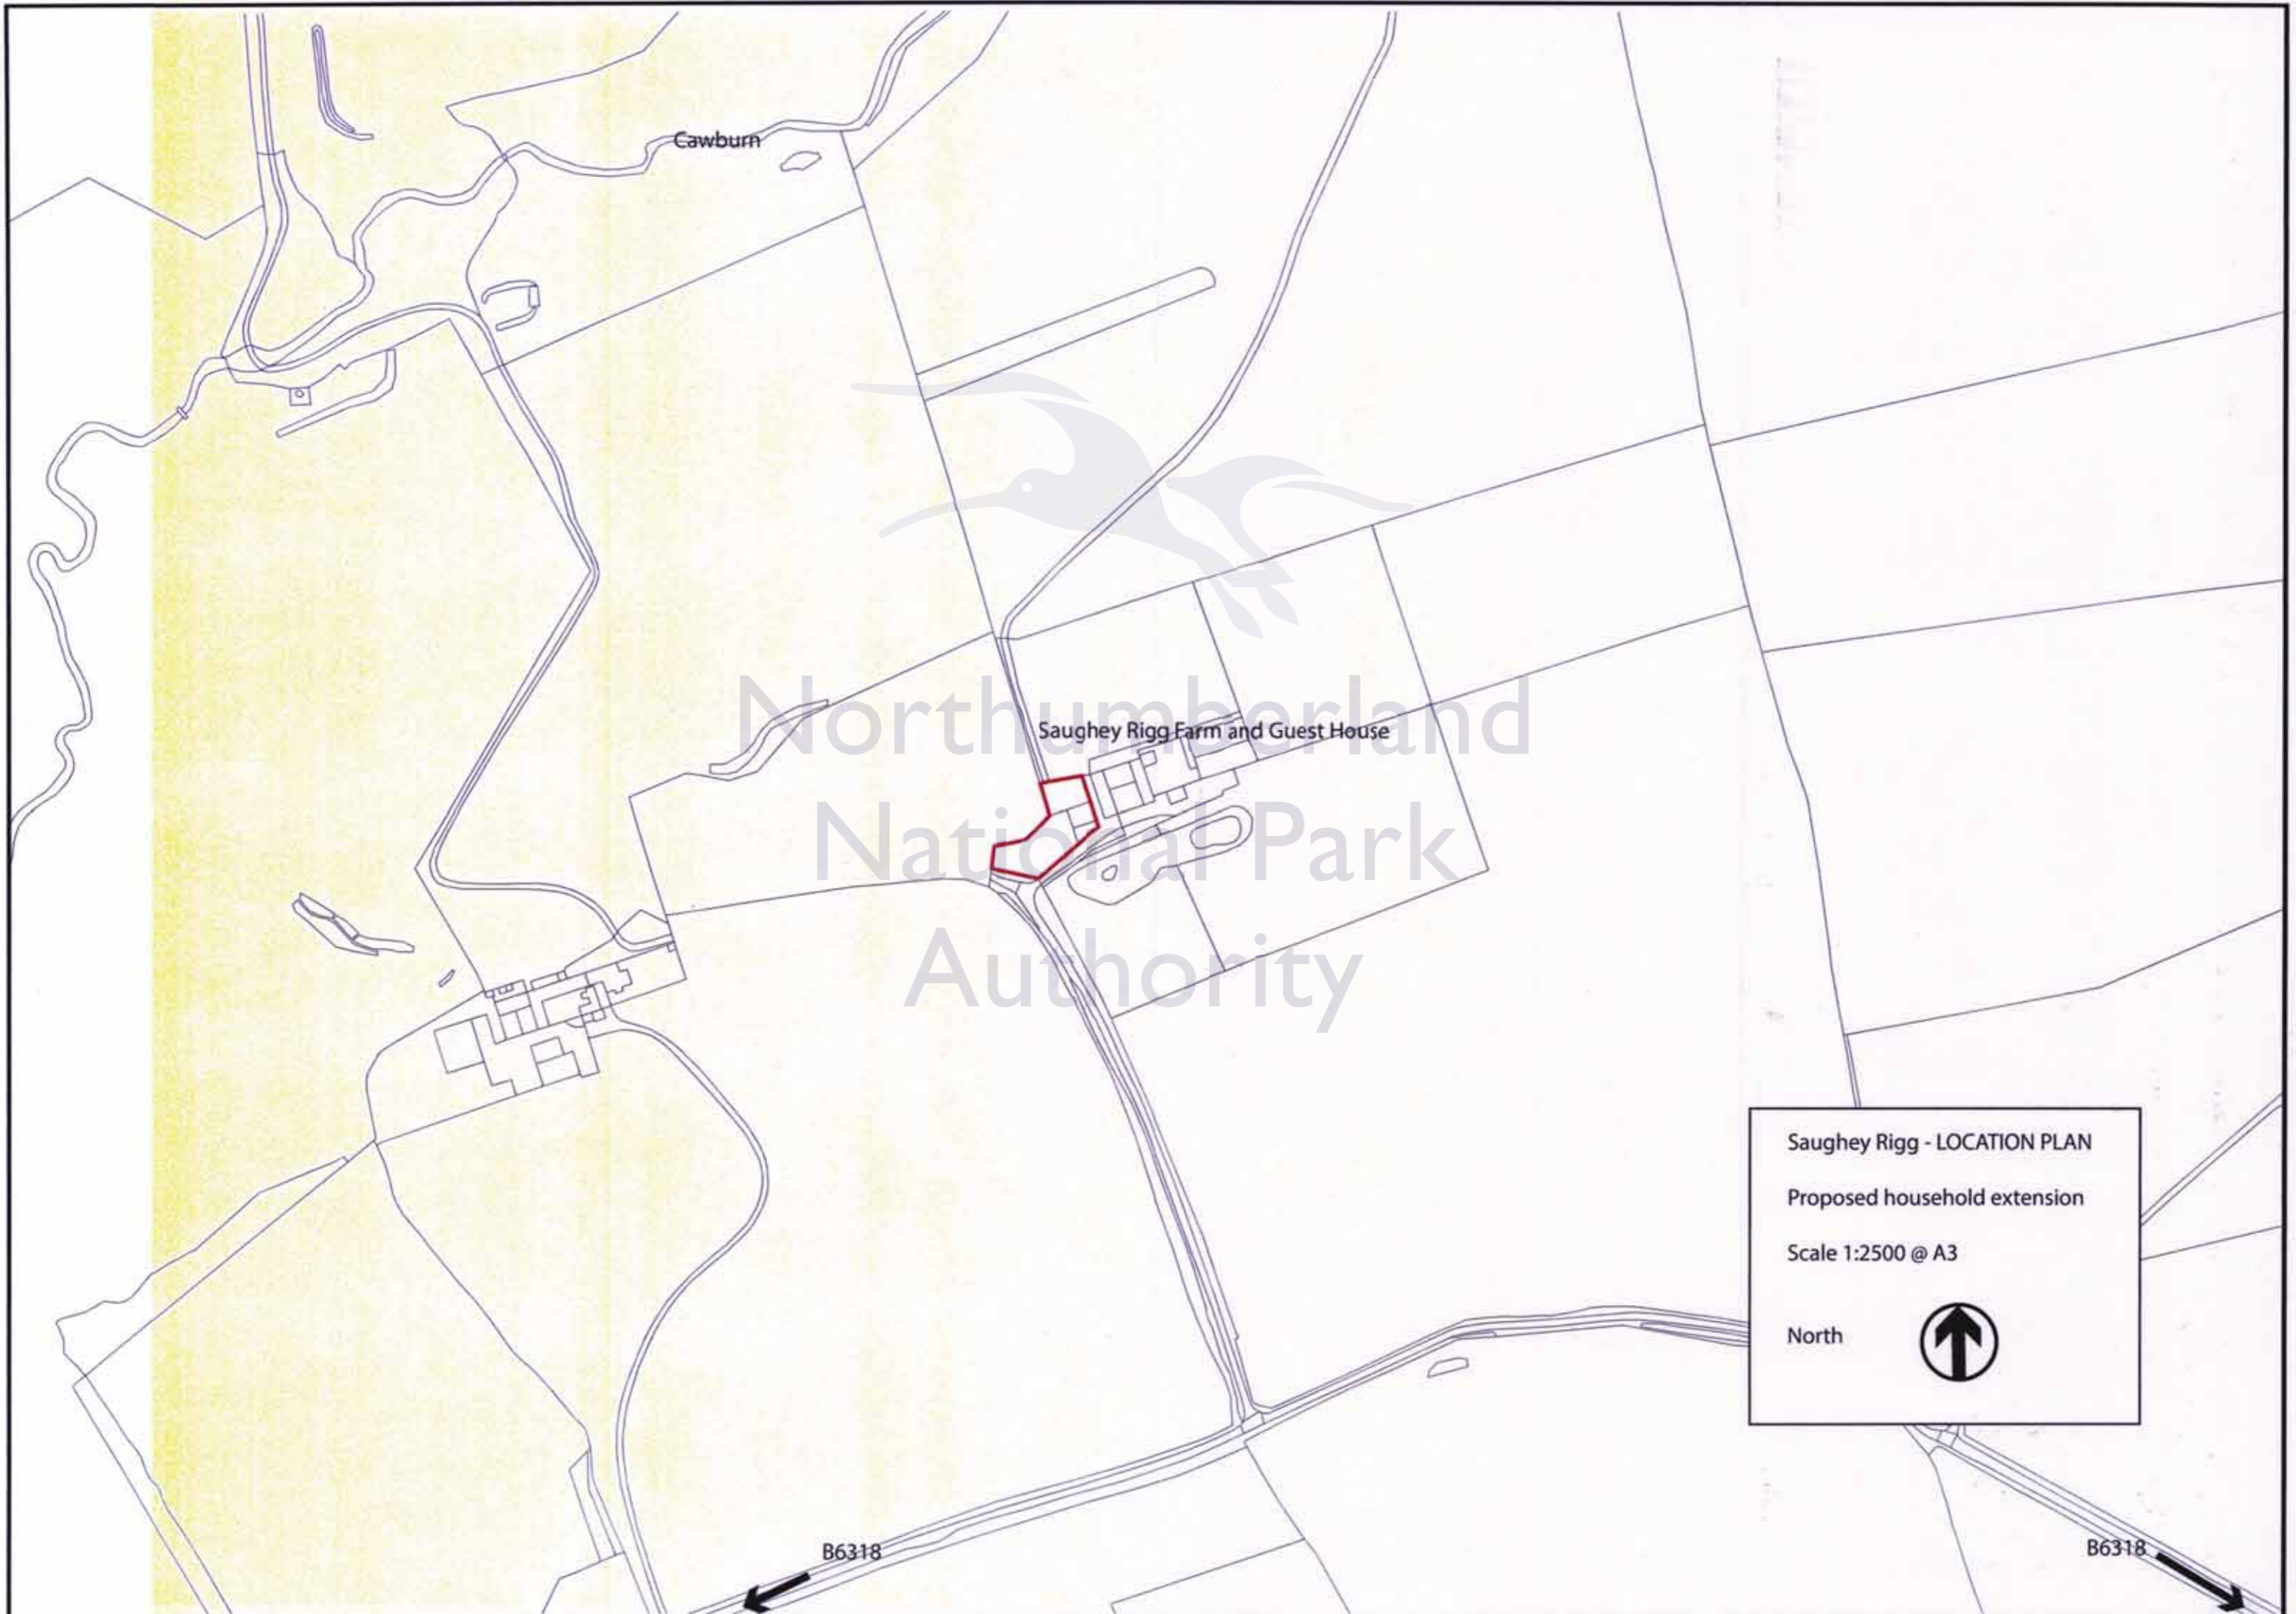 Cawburn
Northumberland
National Park
Authority
Saughey Rigg Farm and Guest House
Saughey Rigg - LOCATION PLAN
Proposed household extension
Scale 1:2500 @ A3
North
B6318
B6318